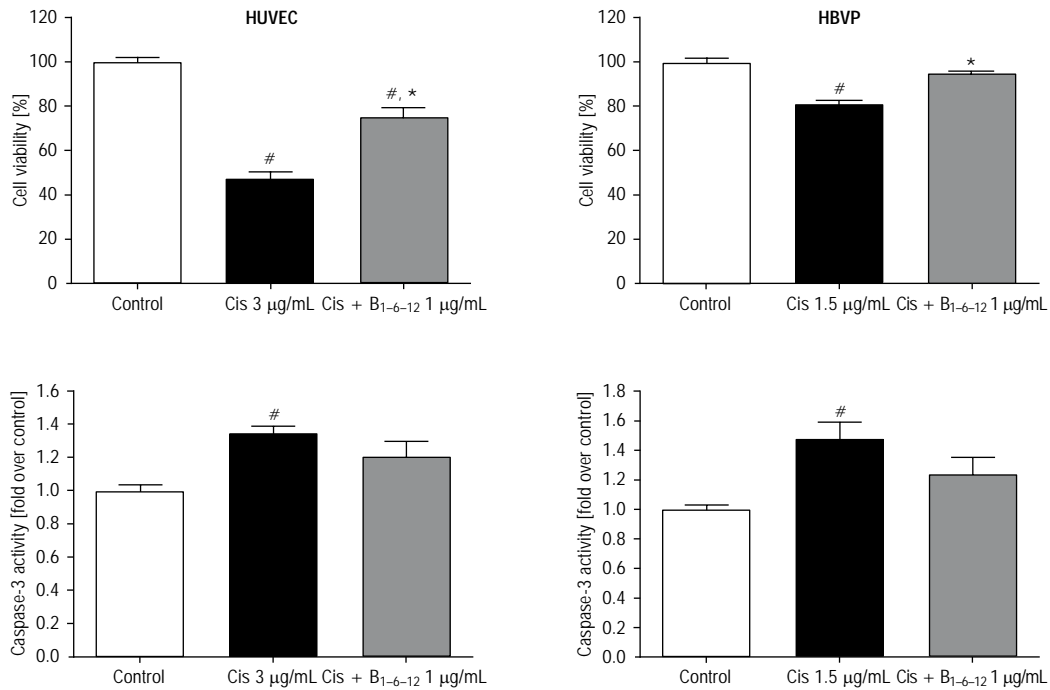 HUVEC
Cell viability [%]
120
100
80
60
40
20
0
#
#, *
Control
Cis 3 μg/mL
Cis + B1–6–12 1 μg/mL
HBVP
Cell viability [%]
120
100
80
60
40
20
0
#
*
Control
Cis 1.5 μg/mL
Cis + B1–6–12 1 μg/mL
Caspase-3 activity [fold over control]
1.6
1.4
1.2
1.0
0.8
0.6
0.4
0.2
0.0
#
Control
Cis 3 μg/mL
Cis + B1–6–12 1 μg/mL
Caspase-3 activity [fold over control]
1.8
1.6
1.4
1.2
1.0
0.8
0.6
0.4
0.2
0.0
#
Control
Cis 1.5 μg/mL
Cis + B1–6–12 1 μg/mL